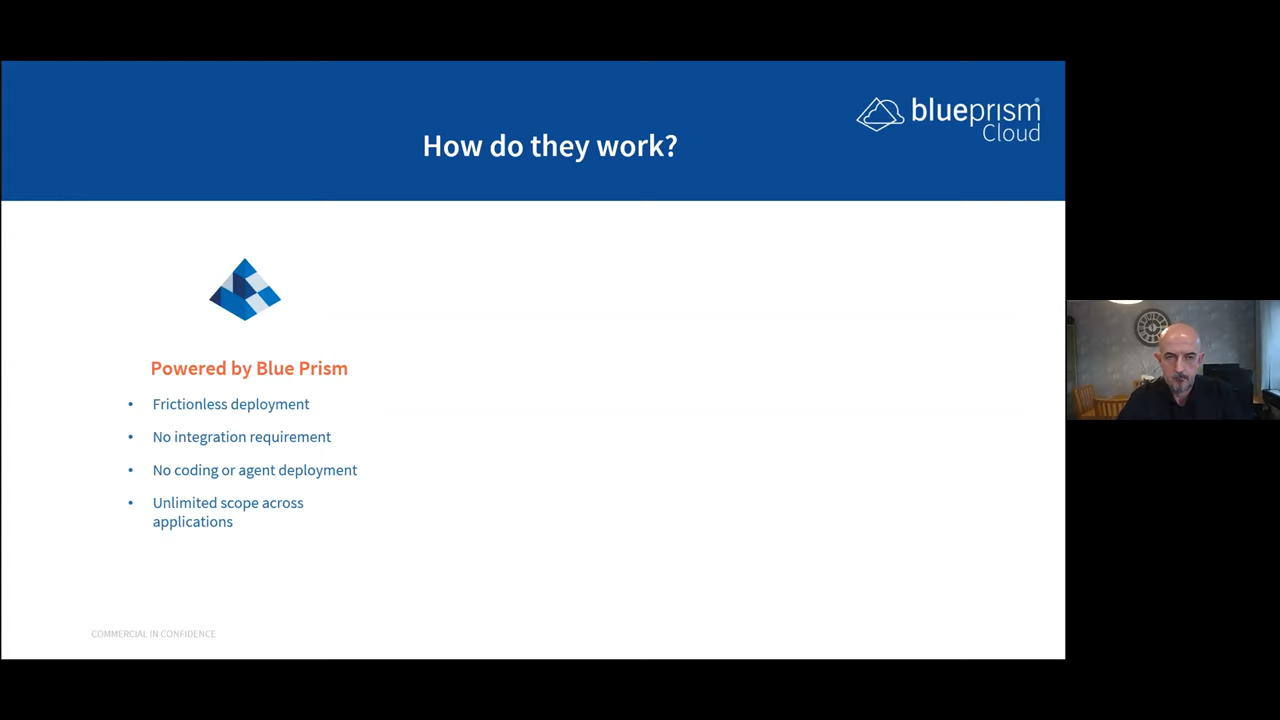 blueprism®
Cloud
How do they work?
Powered by Blue Prism
• Frictionless deployment
• No integration requirement
• No coding or agent deployment
• Unlimited scope across
applications
COMMERCIAL IN CONFIDENCE